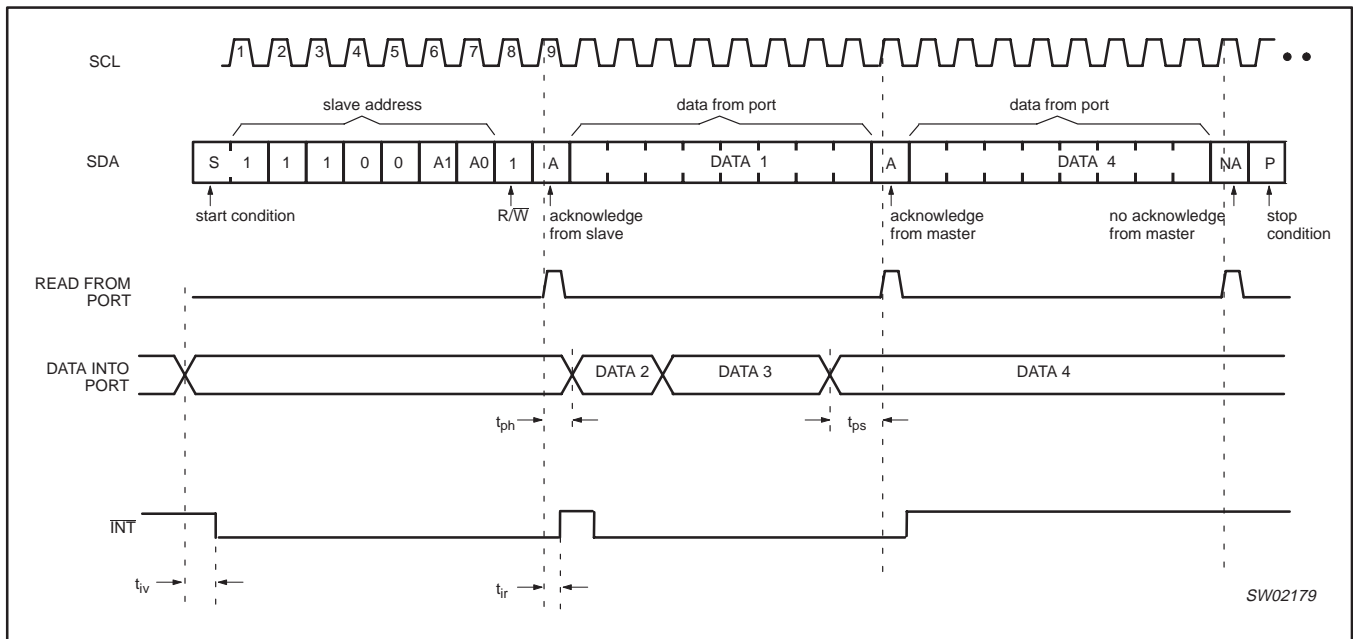 SCL
1 2 3 4 5 6 7 8 9
slave address
data from port
data from port
SDA
S 1 1 1 0 0 A1 A0 1 A DATA 1 A DATA 4 NA P
start condition
R/W̅
acknowledge
from slave
acknowledge
from master
no acknowledge
from master
stop
condition
READ FROM
PORT
DATA INTO
PORT
DATA 2
DATA 3
DATA 4
tph
tps
I̅N̅T̅
tiv
tir
SW02179